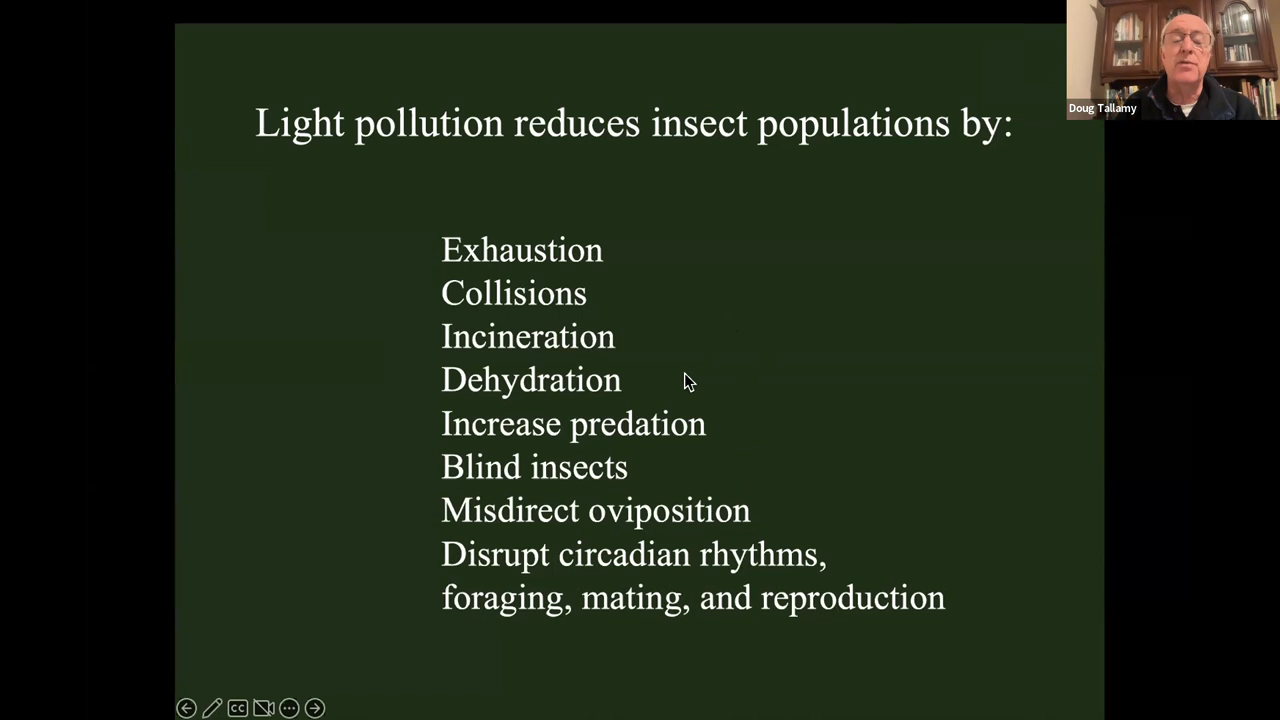 Light pollution reduces insect populations by:
Exhaustion
Collisions
Incineration
Dehydration
Increase predation
Blind insects
Misdirect oviposition
Disrupt circadian rhythms,
foraging, mating, and reproduction
Doug Tallamy
CC